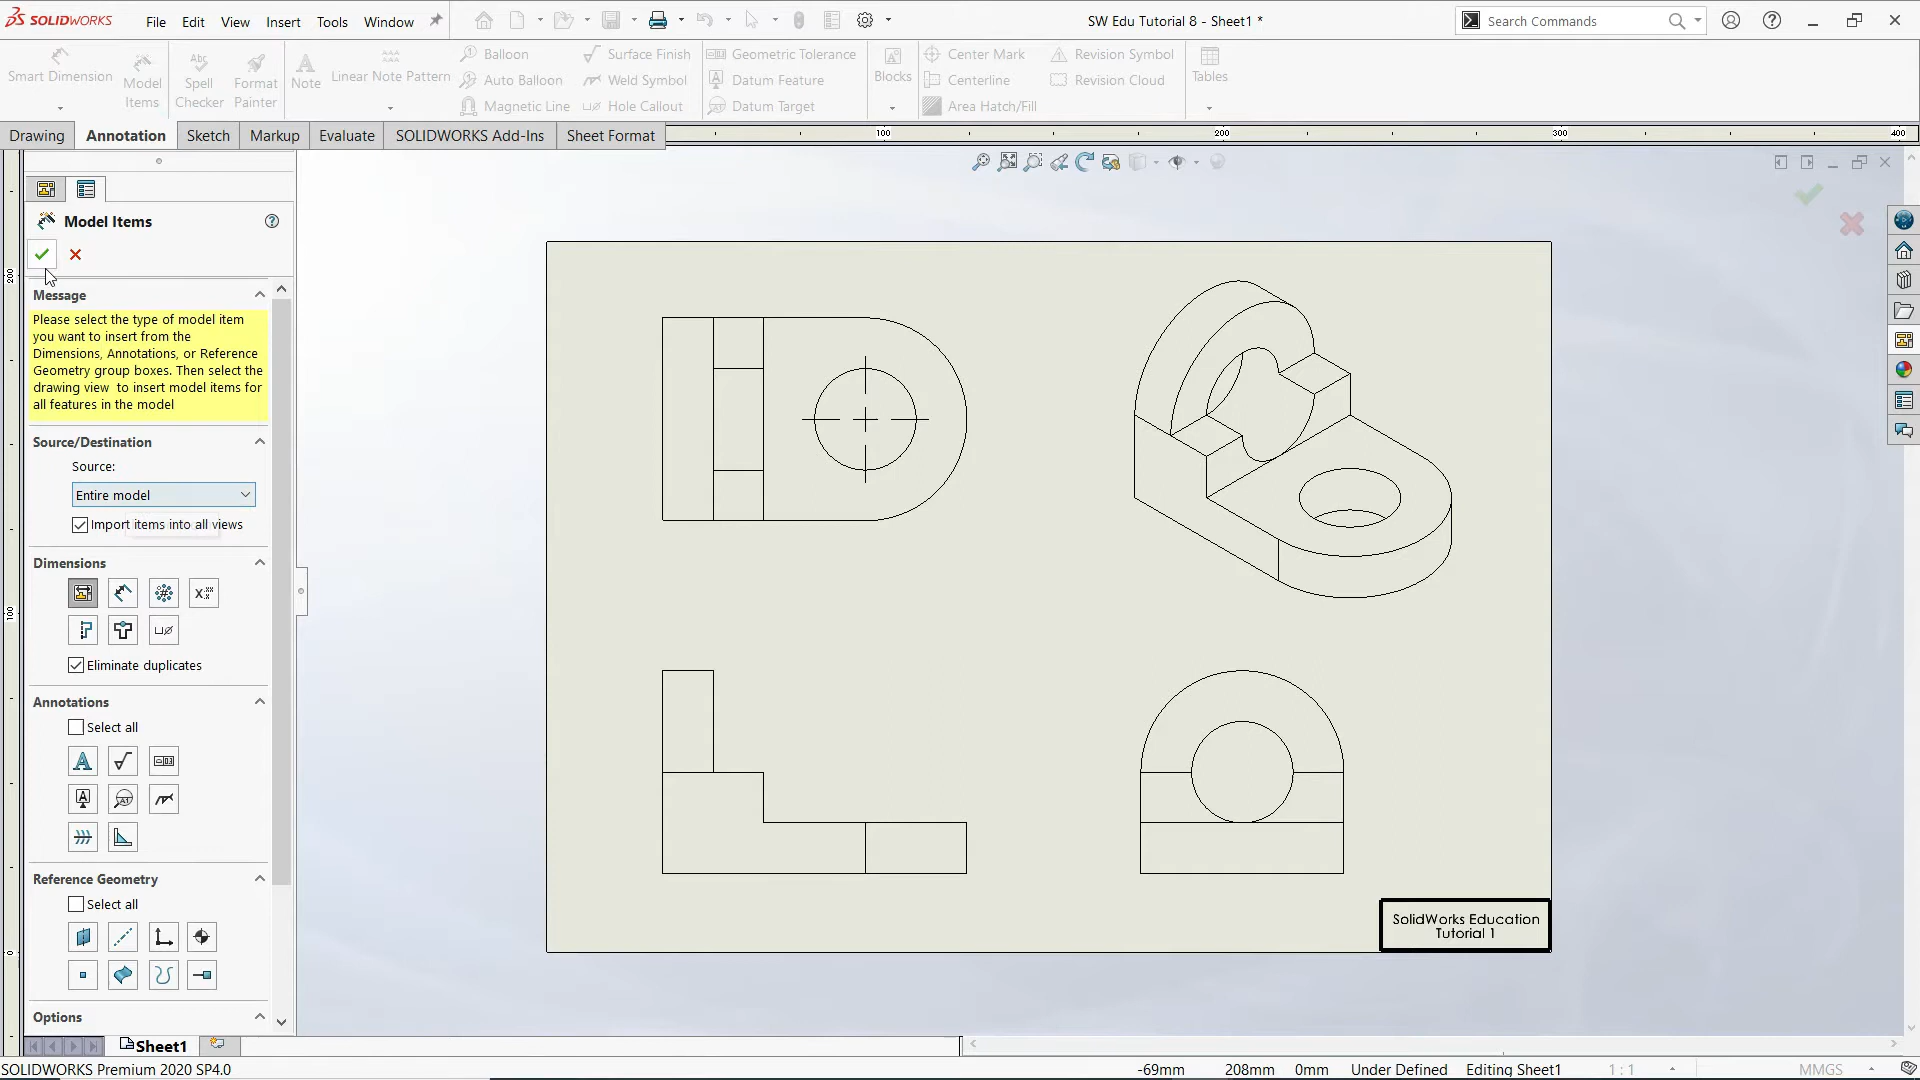 SOLIDWORKS File Edit View Insert Tools Window SW Edu Tutorial 8 - Sheet1 * Search Commands
Smart Dimension
Model Items
Spell Checker
Format Painter
Note
Linear Note Pattern
Balloon
Auto Balloon
Magnetic Line
Surface Finish
Weld Symbol
Hole Callout
Geometric Tolerance
Datum Feature
Datum Target
Blocks
Center Mark
Centerline
Area Hatch/Fill
Revision Symbol
Revision Cloud
Tables
Drawing Annotation Sketch Markup Evaluate SOLIDWORKS Add-Ins Sheet Format
100 200 300 400
Model Items
Message
Please select the type of model item
you want to insert from the
Dimensions, Annotations, or Reference
Geometry group boxes. Then select the
drawing view to insert model items for
all features in the model
Source/Destination
Source:
Entire model
Import items into all views
Dimensions
Eliminate duplicates
Annotations
Select all
Reference Geometry
Select all
Options
200
100
0
SolidWorks Education
Tutorial 1
Sheet1
SOLIDWORKS Premium 2020 SP4.0 -69mm 208mm 0mm Under Defined Editing Sheet1 1 : 1 MMGS